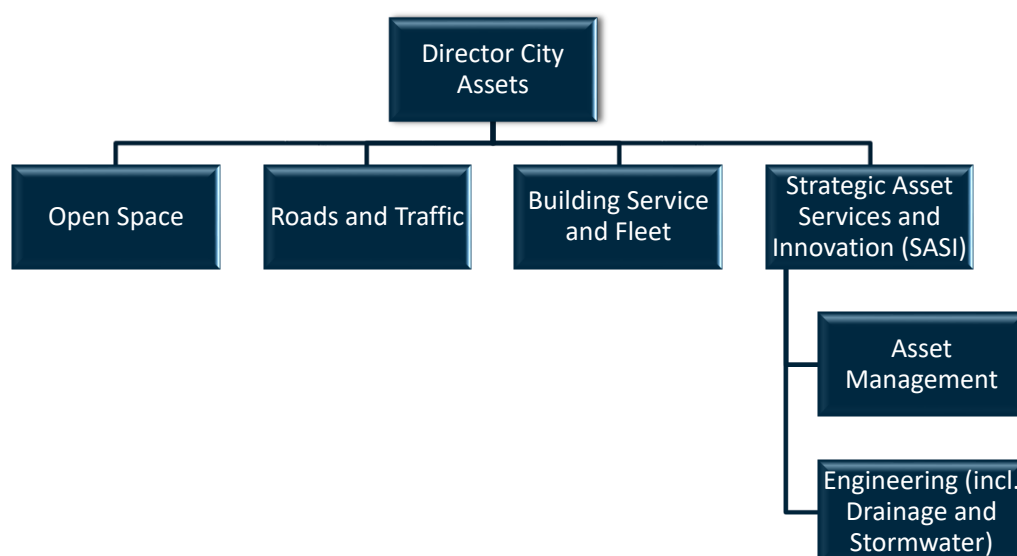 Director City
Assets
Open Space
Roads and Traffic
Building Service
and Fleet
Strategic Asset
Services and
Innovation (SASI)
Asset
Management
Engineering (incl.
Drainage and
Stormwater)